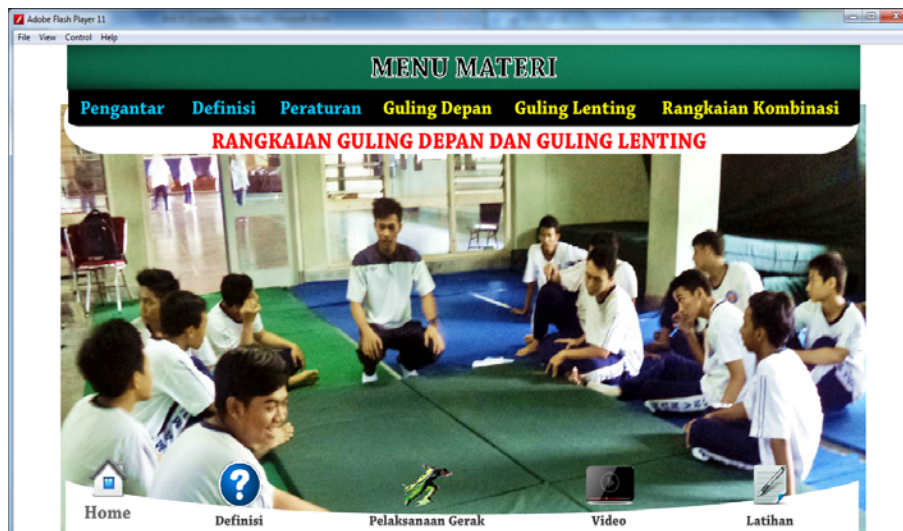 Adobe Flash Player 11
File View Control Help
MENU MATERI
Pengantar Definisi Peraturan Guling Depan Guling Lenting Rangkaian Kombinasi
RANGKAIAN GULING DEPAN DAN GULING LENTING
Home Definisi Pelaksanaan Gerak Video Latihan